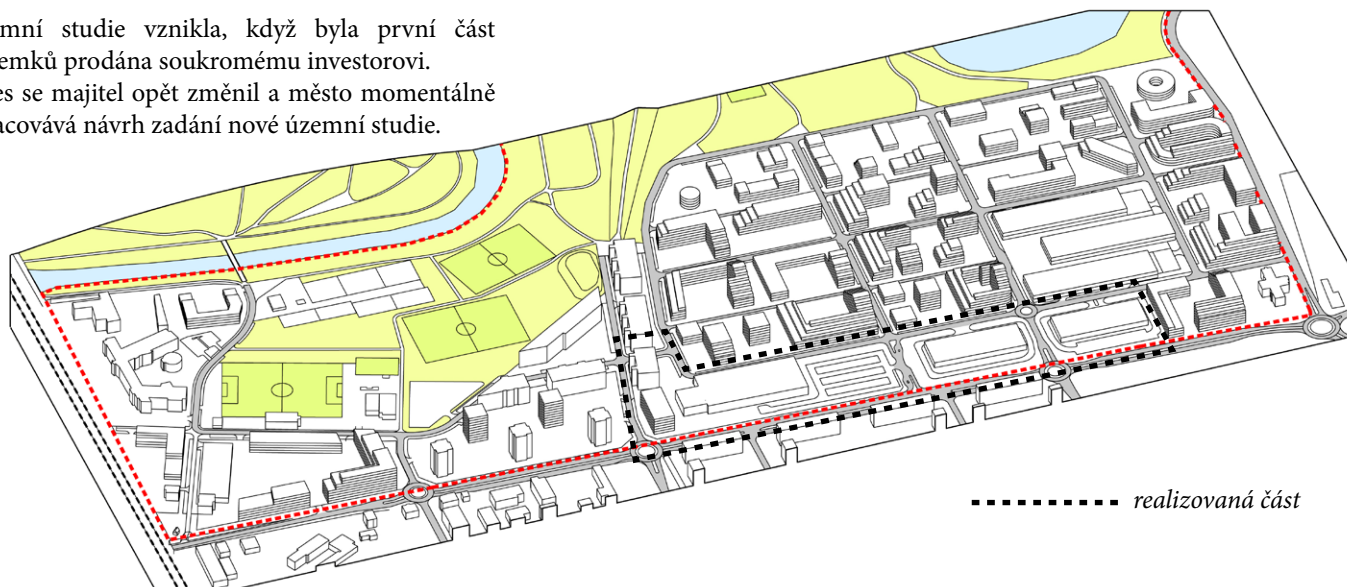 mní studie vznikla, když byla první část
emků prodána soukromému investorovi.
es se majitel opět změnil a město momentálně
acovává návrh zadání nové územní studie.
realizovaná část